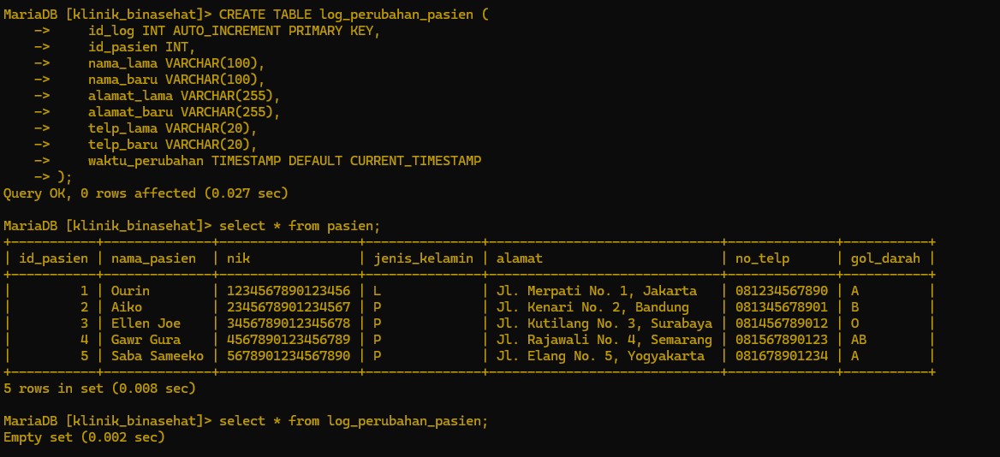 MariaDB [klinik_binasehat]> CREATE TABLE log_perubahan_pasien (
    ->     id_log INT AUTO_INCREMENT PRIMARY KEY,
    ->     id_pasien INT,
    ->     nama_lama VARCHAR(100),
    ->     nama_baru VARCHAR(100),
    ->     alamat_lama VARCHAR(255),
    ->     alamat_baru VARCHAR(255),
    ->     telp_lama VARCHAR(20),
    ->     telp_baru VARCHAR(20),
    ->     waktu_perubahan TIMESTAMP DEFAULT CURRENT_TIMESTAMP
    -> );
Query OK, 0 rows affected (0.027 sec)

MariaDB [klinik_binasehat]> select * from pasien;
+-----------+--------------+------------------+---------------+------------------------------+--------------+-----------+
| id_pasien | nama_pasien  | nik              | jenis_kelamin | alamat                       | no_telp      | gol_darah |
+-----------+--------------+------------------+---------------+------------------------------+--------------+-----------+
|         1 | Ourin        | 1234567890123456 | L             | Jl. Merpati No. 1, Jakarta   | 081234567890 | A         |
|         2 | Aiko         | 2345678901234567 | P             | Jl. Kenari No. 2, Bandung    | 081345678901 | B         |
|         3 | Ellen Joe    | 3456789012345678 | P             | Jl. Kutilang No. 3, Surabaya | 081456789012 | O         |
|         4 | Gawr Gura    | 4567890123456789 | P             | Jl. Rajawali No. 4, Semarang | 081567890123 | AB        |
|         5 | Saba Sameeko | 5678901234567890 | P             | Jl. Elang No. 5, Yogyakarta  | 081678901234 | A         |
+-----------+--------------+------------------+---------------+------------------------------+--------------+-----------+
5 rows in set (0.008 sec)

MariaDB [klinik_binasehat]> select * from log_perubahan_pasien;
Empty set (0.002 sec)